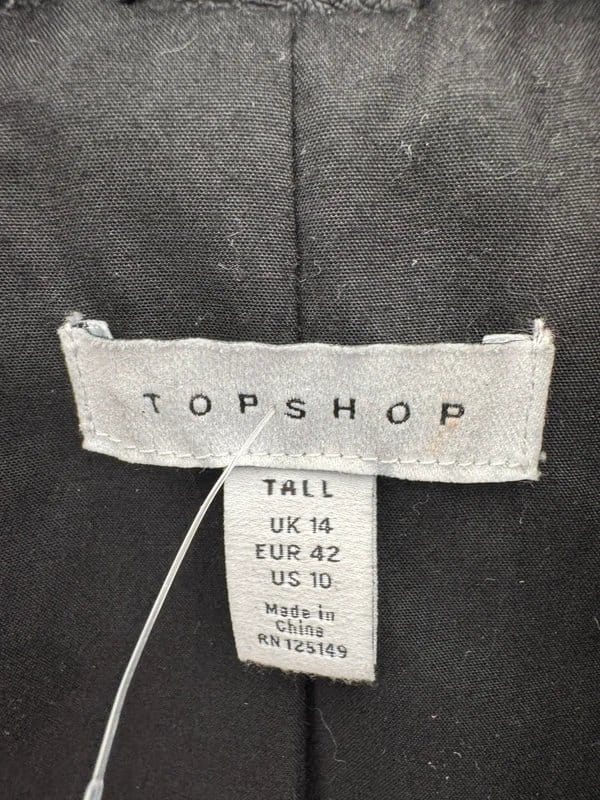 TOPSHOP
TALL
UK 14
EUR 42
US 10
Made in
China
RN 125149